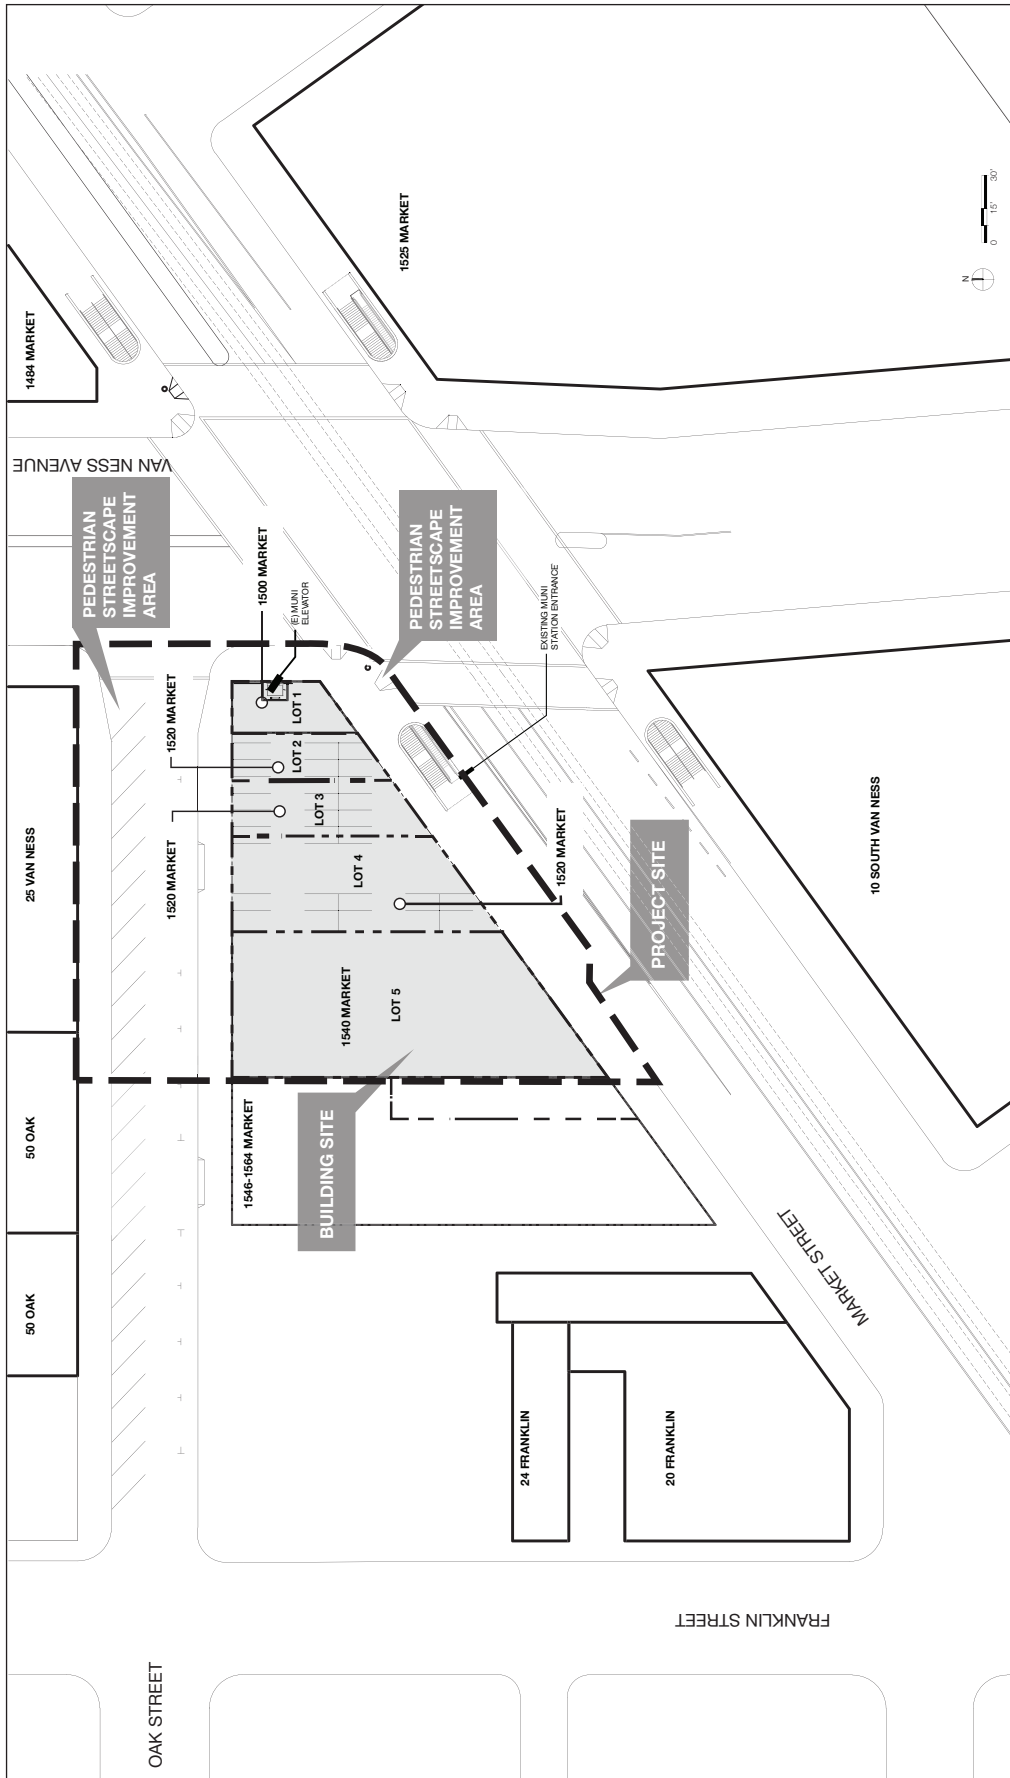 OAK STREET
FRANKLIN STREET
MARKET STREET
VAN NESS AVENUE
50 OAK
50 OAK
25 VAN NESS
1484 MARKET
PEDESTRIAN
STREETSCAPE
IMPROVEMENT
AREA
1520 MARKET
1520 MARKET
1500 MARKET
(E) MUNI
ELEVATOR
LOT 1
LOT 2
LOT 3
LOT 4
LOT 5
1540 MARKET
1546-1564 MARKET
BUILDING SITE
PEDESTRIAN
STREETSCAPE
IMPROVEMENT
AREA
EXISTING MUNI
STATION ENTRANCE
1520 MARKET
PROJECT SITE
1525 MARKET
24 FRANKLIN
20 FRANKLIN
10 SOUTH VAN NESS
N
0 15' 30'